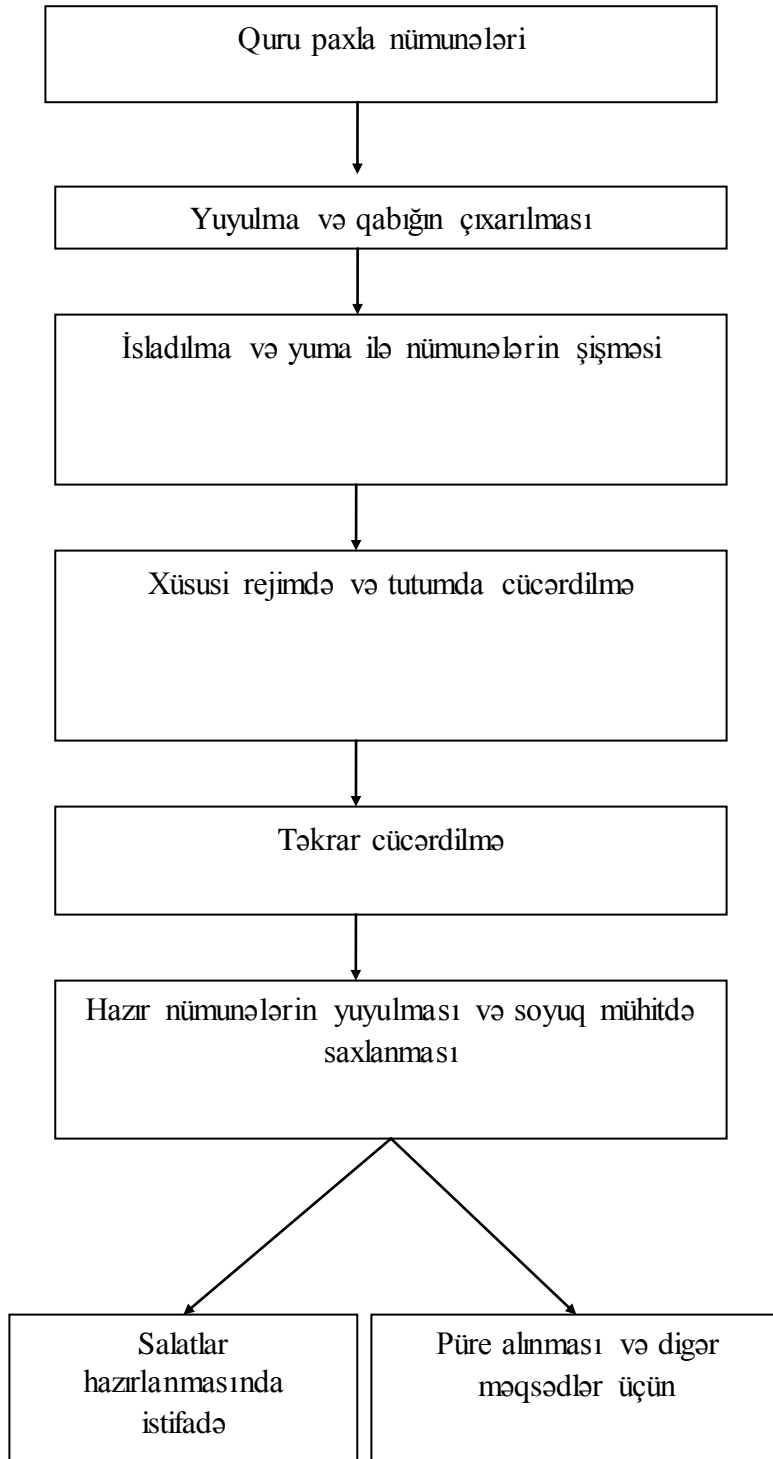 Quru paxla nümunələri
Yuyulma və qabığın çıxarılması
İsladılma və yuma ilə nümunələrin şişməsi
Xüsusi rejimdə və tutumda cücərdilmə
Təkrar cücərdilmə
Hazır nümunələrin yuyulması və soyuq mühitdə
saxlanması
Salatlar
hazırlanmasında
istifadə
Püre alınması və digər
məqsədlər üçün